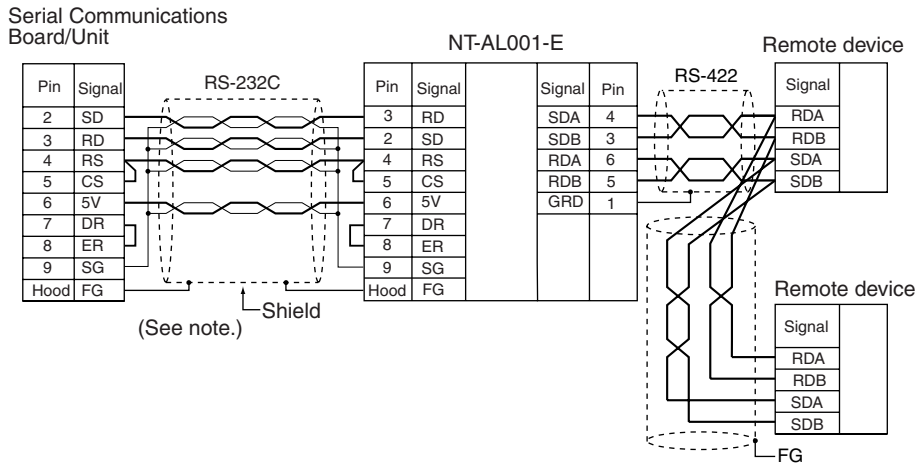 Serial Communications
Board/Unit
NT-AL001-E
Remote device
RS-232C
RS-422
Pin Signal
2 SD
3 RD
4 RS
5 CS
6 5V
7 DR
8 ER
9 SG
Hood FG
Pin Signal
3 RD
2 SD
4 RS
5 CS
6 5V
7 DR
8 ER
9 SG
Hood FG
Signal Pin
SDA 4
SDB 3
RDA 6
RDB 5
GRD 1
Signal
RDA
RDB
SDA
SDB
Shield
(See note.)
Remote device
Signal
RDA
RDB
SDA
SDB
FG